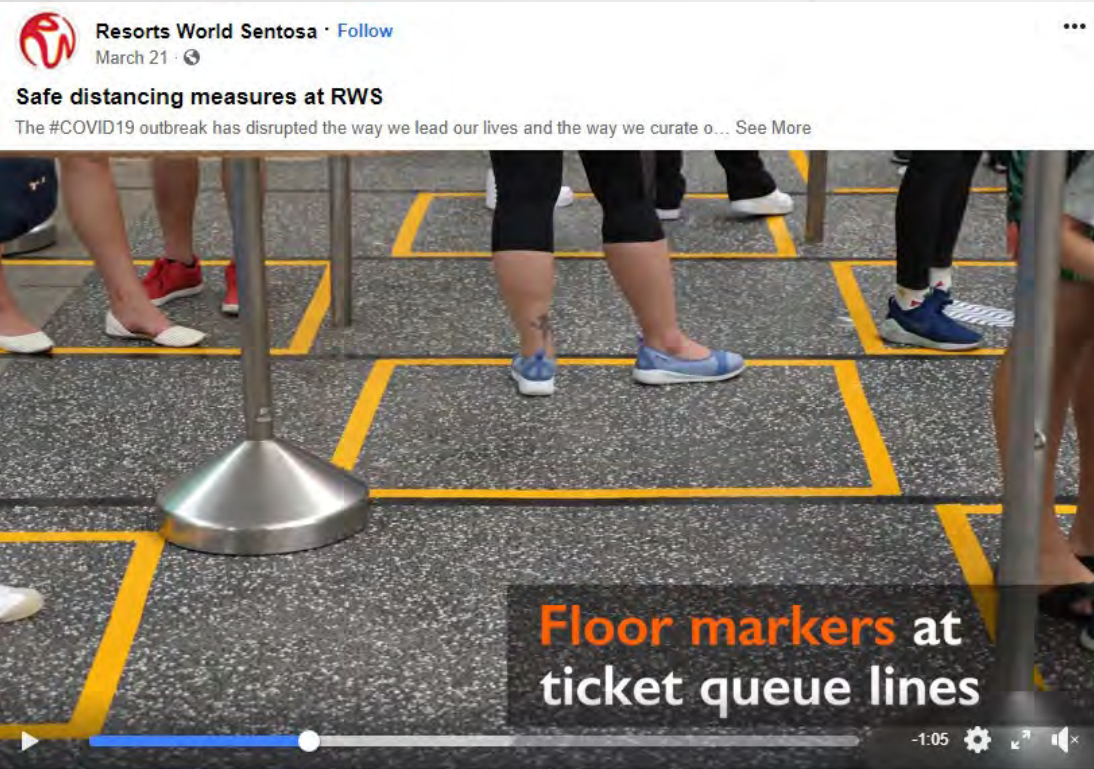 Resorts World Sentosa · Follow
March 21 ·
Safe distancing measures at RWS
The #COVID19 outbreak has disrupted the way we lead our lives and the way we curate o... See More
Floor markers at
ticket queue lines
-1:05